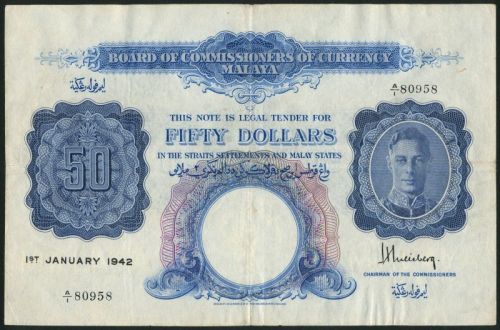 BOARD OF COMMISSIONERS OF CURRENCY
MALAYA
A/1 80958
THIS NOTE IS LEGAL TENDER FOR
FIFTY DOLLARS
IN THE STRAITS SETTLEMENTS AND MALAY STATES
50
1ST JANUARY 1942
CHAIRMAN OF THE COMMISSIONERS
A/1 80958